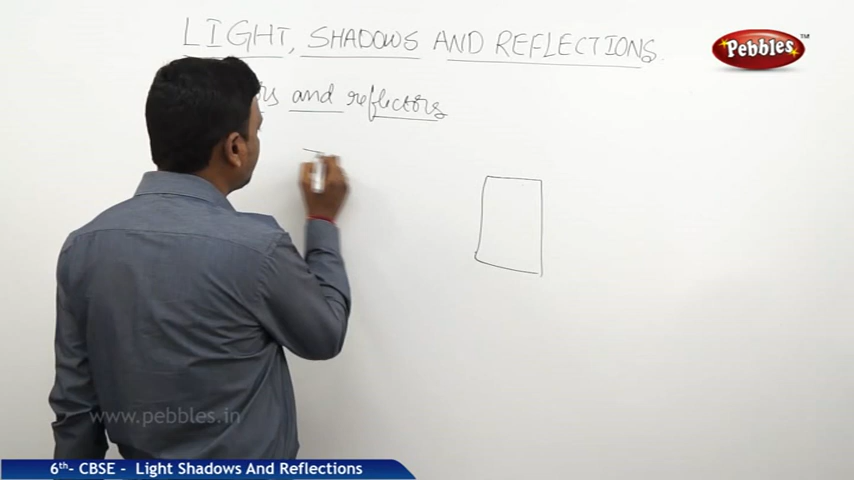 LIGHT, SHADOWS AND REFLECTIONS.
Pebbles
and reflectors
www.pebbles.in
6th- CBSE - Light Shadows And Reflections